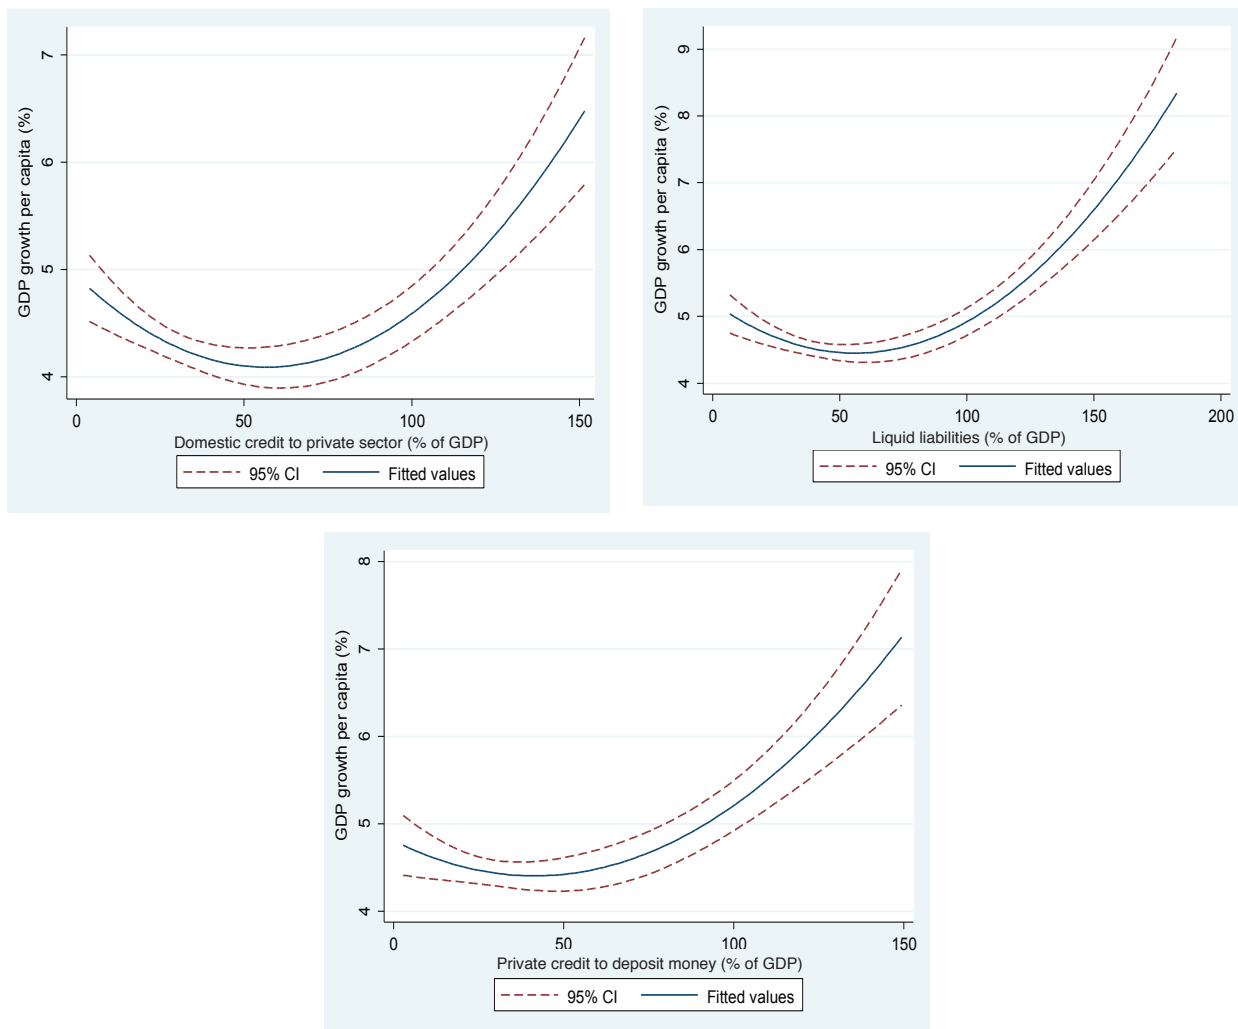 GDP growth per capita (%)
7
6
5
4
0 50 100 150
Domestic credit to private sector (% of GDP)
95% CI Fitted values
GDP growth per capita (%)
9
8
7
6
5
4
0 50 100 150 200
Liquid liabilities (% of GDP)
95% CI Fitted values
GDP growth per capita (%)
8
7
6
5
4
0 50 100 150
Private credit to deposit money (% of GDP)
95% CI Fitted values